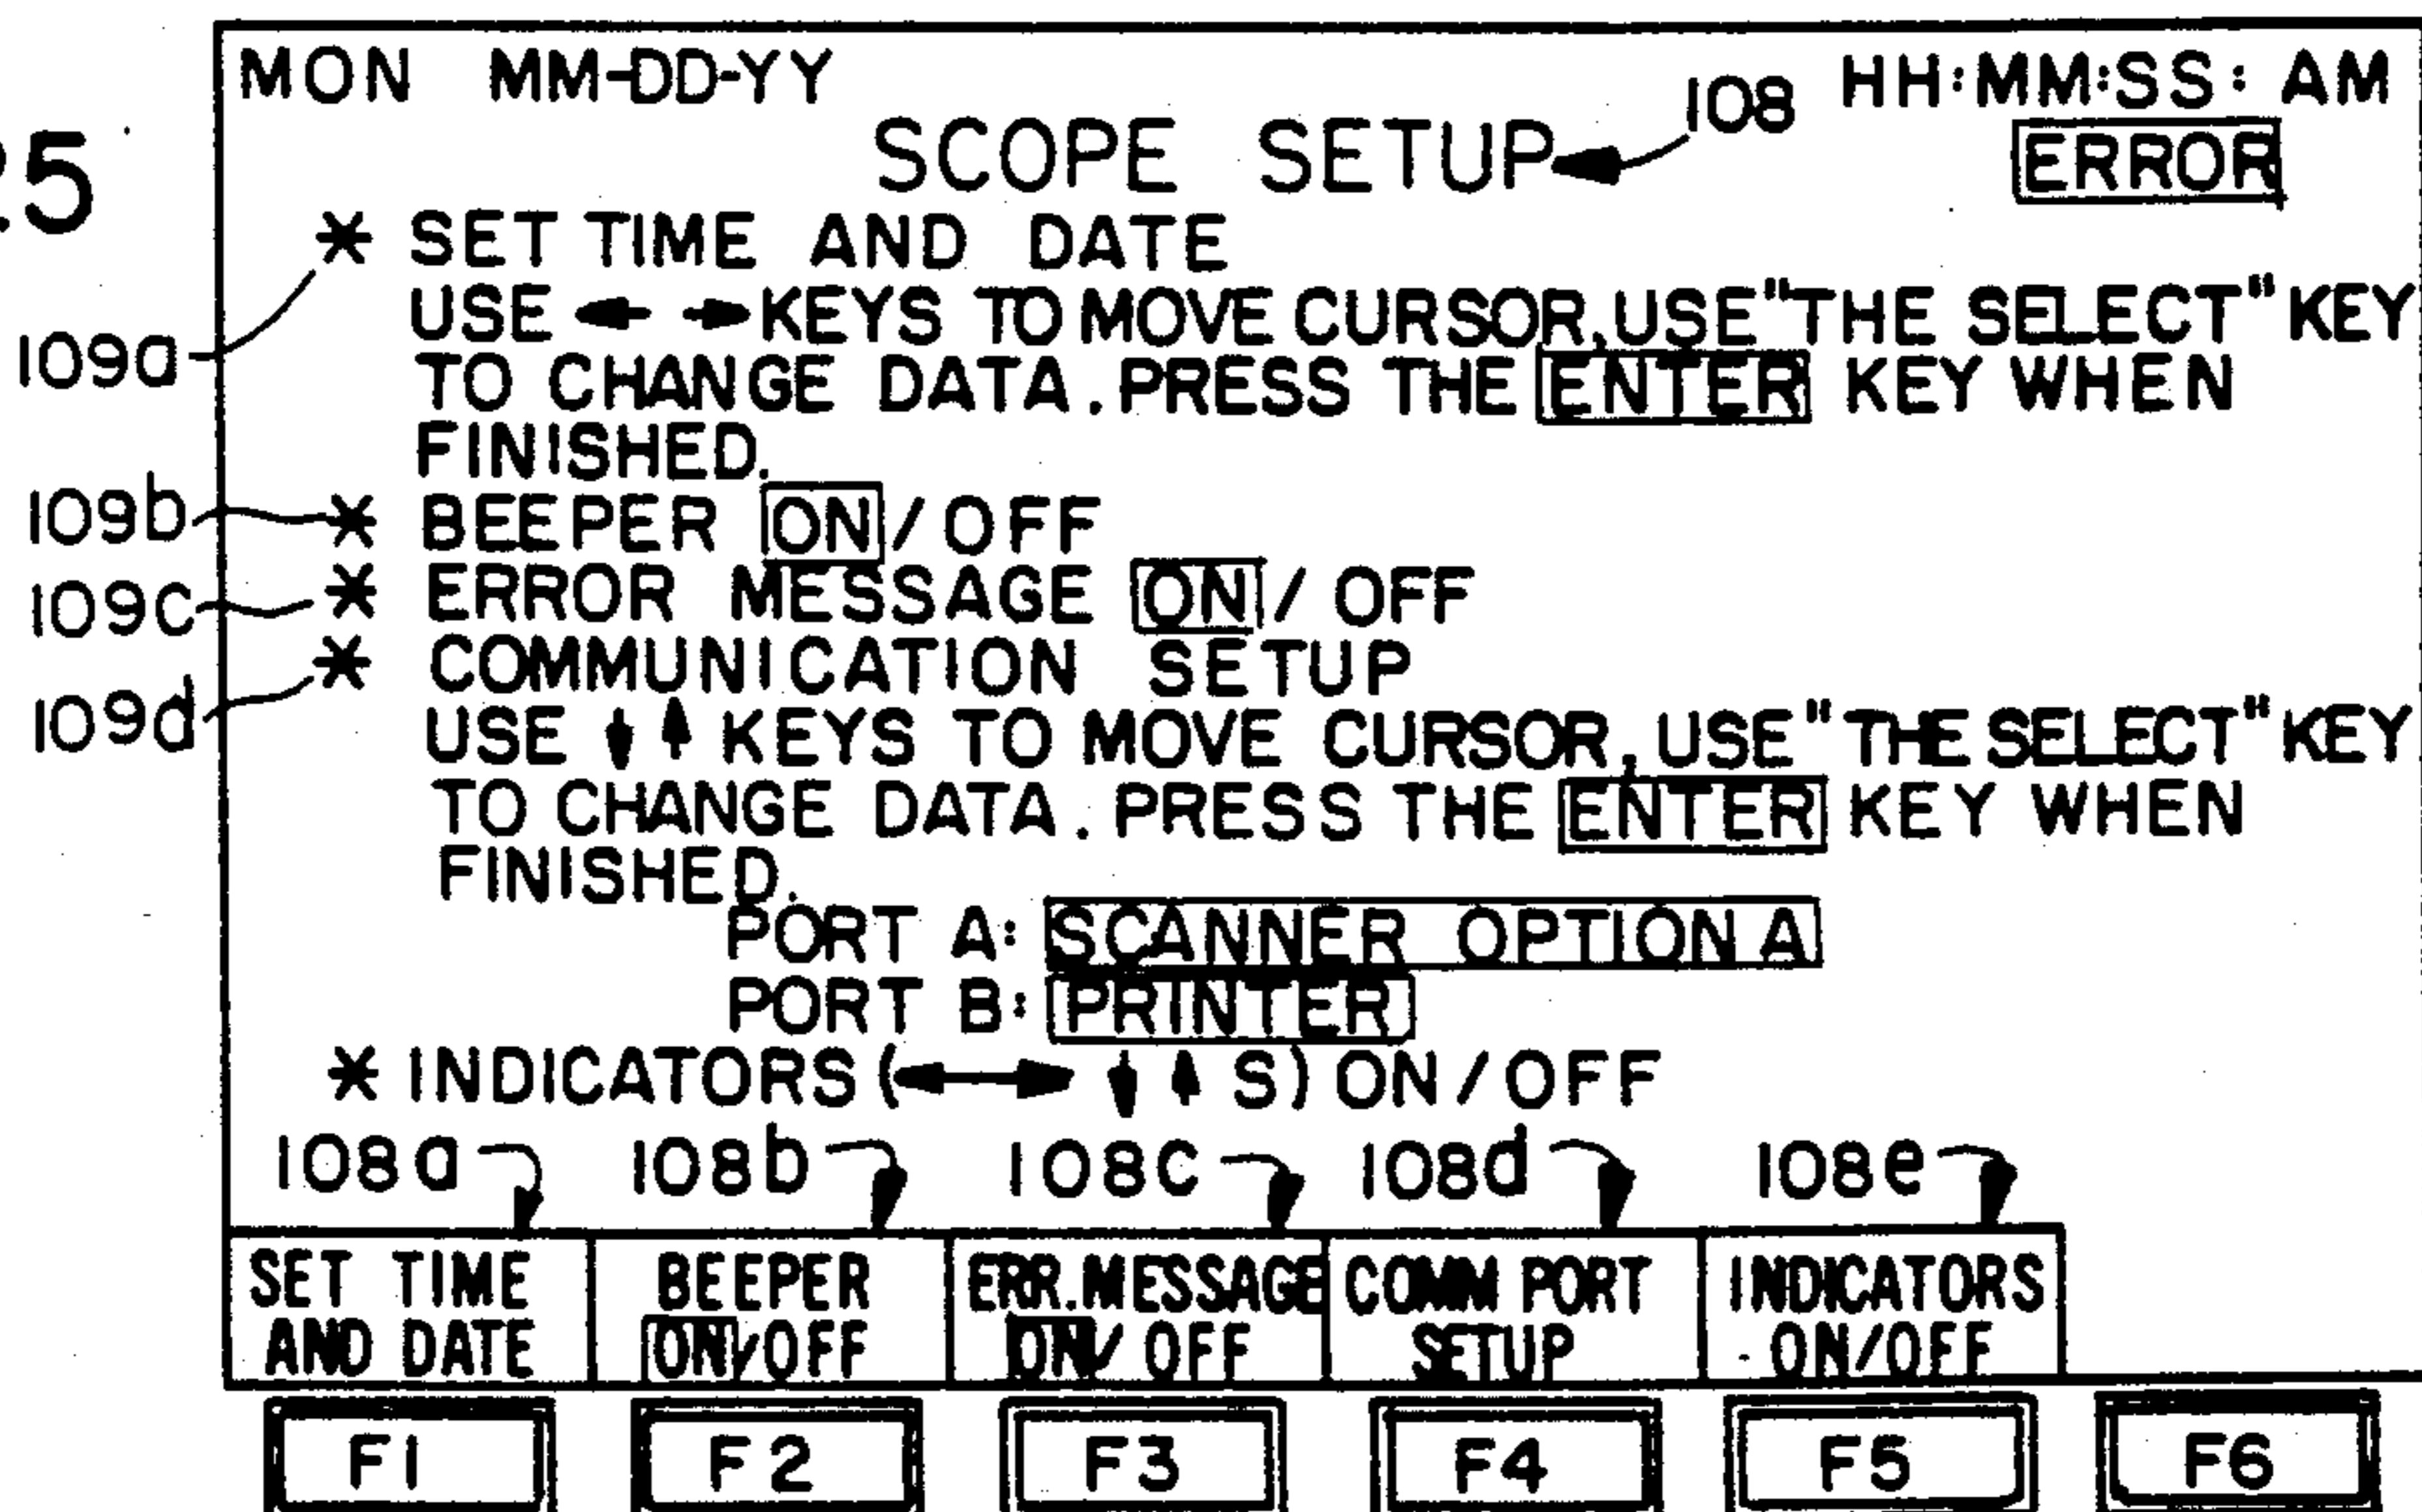 MON MM-DD-YY 108 HH:MM:SS: AM
SCOPE SETUP ERROR
25
* SET TIME AND DATE
USE ← → KEYS TO MOVE CURSOR, USE "THE SELECT" KEY
109a
TO CHANGE DATA. PRESS THE ENTER KEY WHEN
FINISHED.
109b * BEEPER ON/OFF
109c * ERROR MESSAGE ON/OFF
109d * COMMUNICATION SETUP
USE ↓ ↑ KEYS TO MOVE CURSOR, USE "THE SELECT" KEY
TO CHANGE DATA. PRESS THE ENTER KEY WHEN
FINISHED.
PORT A: SCANNER OPTION A
PORT B: PRINTER
* INDICATORS (↔ ↓ ↑ S) ON/OFF
108a 108b 108c 108d 108e
SET TIME AND DATE
BEEPER ON/OFF
ERR. MESSAGE ON/OFF
COMM PORT SETUP
INDICATORS ON/OFF
F1 F2 F3 F4 F5 F6